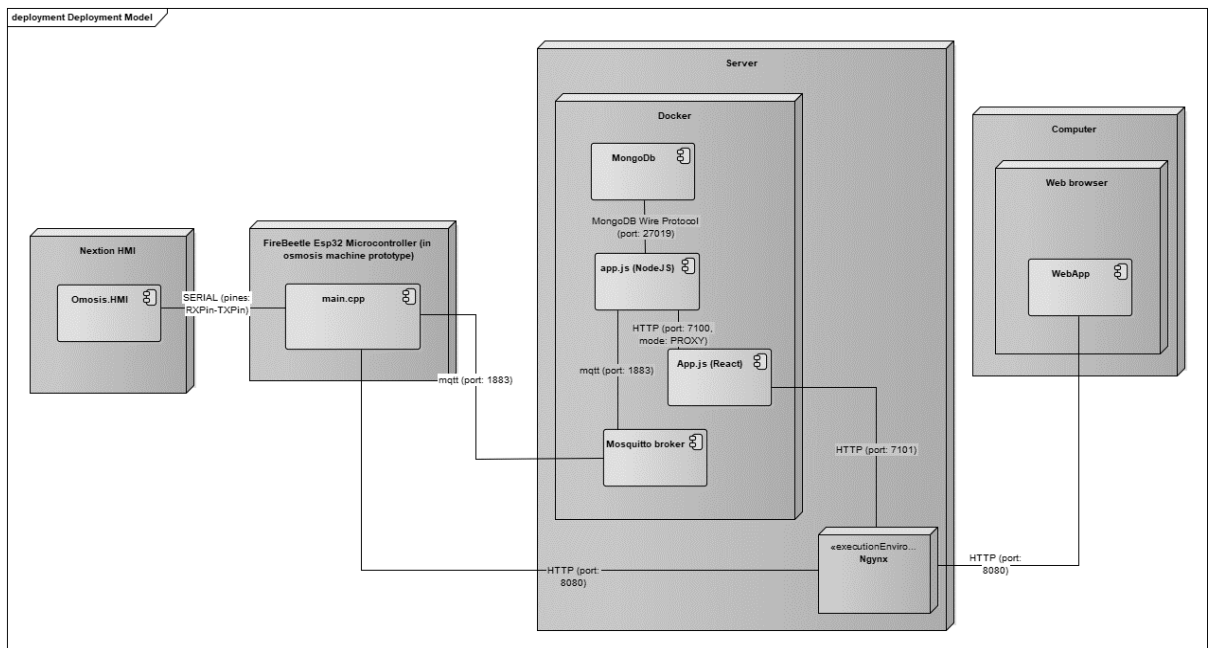 deployment Deployment Model
Server
Docker
MongoDb
MongoDB Wire Protocol
(port: 27019)
app.js (NodeJS)
HTTP (port: 7100,
mode: PROXY)
mqtt (port: 1883)
App.js (React)
Mosquitto broker
HTTP (port: 7101)
«executionEnviro...
Ngynx
Computer
Web browser
WebApp
HTTP (port:
8080)
Nextion HMI
Omosis.HMI
SERIAL (pines:
RXPin-TXPin)
FireBeetle Esp32 Microcontroller (in
osmosis machine prototype)
main.cpp
mqtt (port: 1883)
HTTP (port:
8080)